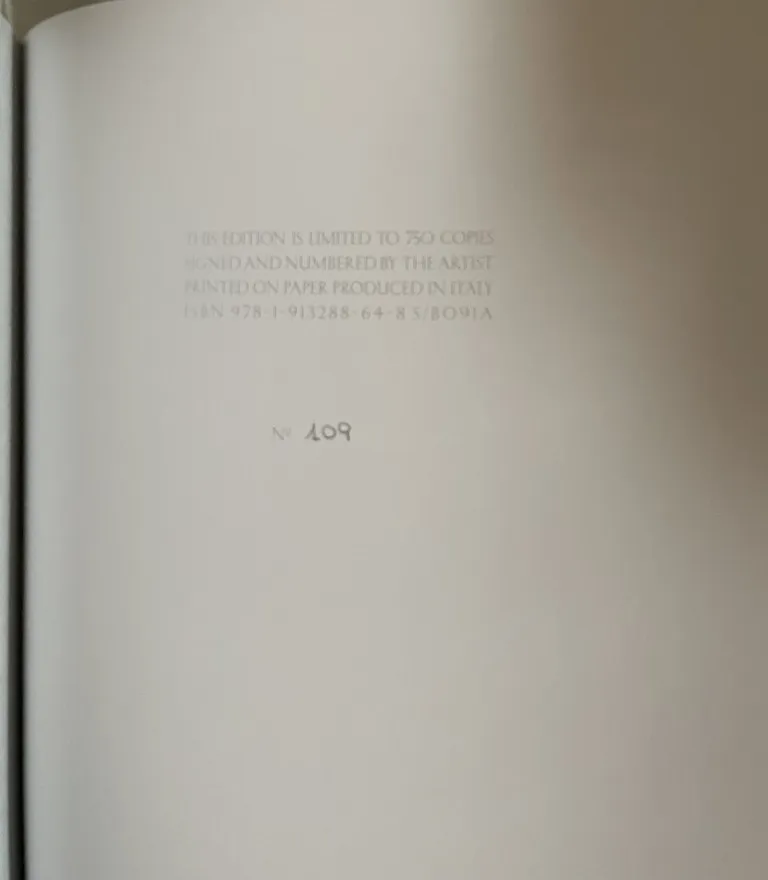 THIS EDITION IS LIMITED TO 750 COPIES
SIGNED AND NUMBERED BY THE ARTIST
PRINTED ON PAPER PRODUCED IN ITALY
ISBN 978-1-913288-64-8 5/BO91A
Nº 109